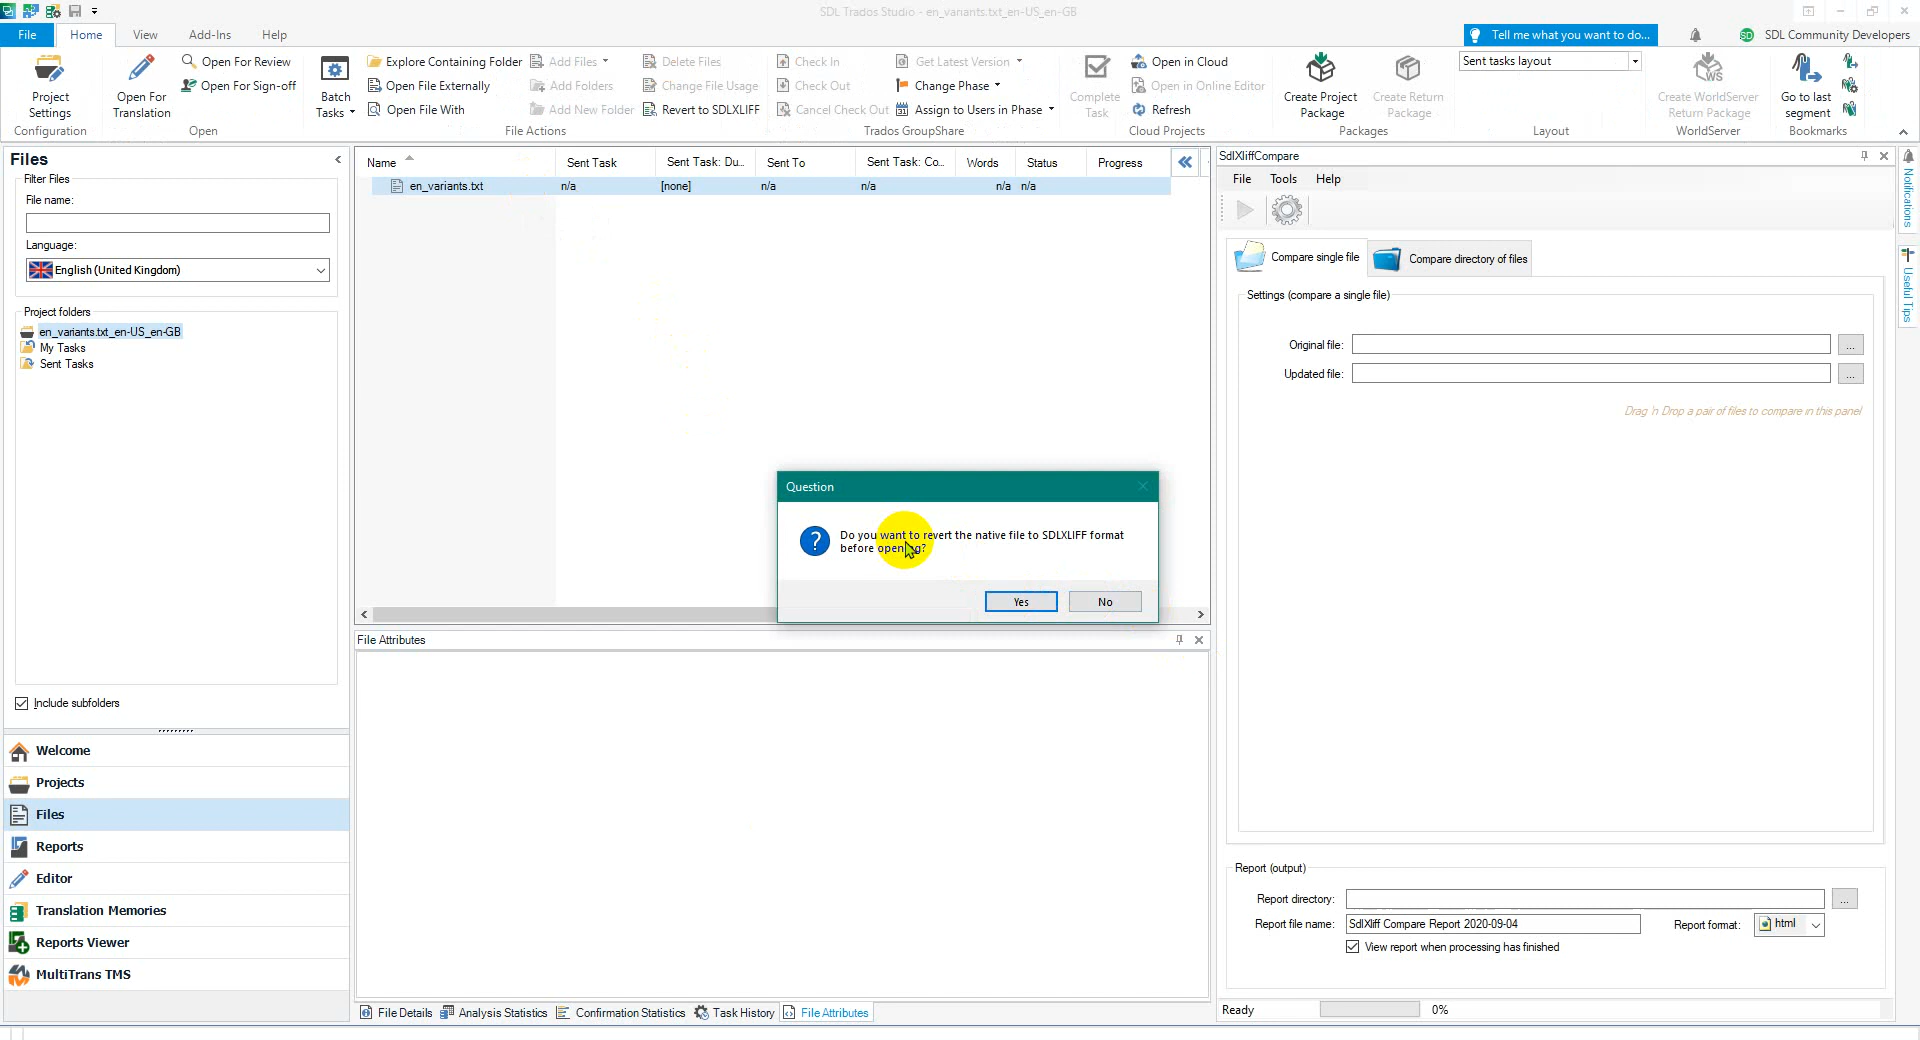 SDL Trados Studio - en_variants.txt_en-US_en-GB
File Home View Add-Ins Help
Tell me what you want to do...
SDL Community Developers
Project Settings
Configuration
Open For Translation
Open For Review
Open For Sign-off
Open
Batch Tasks
Explore Containing Folder
Open File Externally
Open File With
Add Files
Add Folders
Add New Folder
Delete Files
Change File Usage
Revert to SDLXLIFF
File Actions
Check In
Check Out
Cancel Check Out
Get Latest Version
Change Phase
Assign to Users in Phase
Trados GroupShare
Complete Task
Open in Cloud
Open in Online Editor
Refresh
Cloud Projects
Create Project Package
Create Return Package
Packages
Sent tasks layout
Layout
Create WorldServer Return Package
WorldServer
Go to last segment
Bookmarks
Files
Filter Files
File name:
Language:
English (United Kingdom)
Project folders
en_variants.txt_en-US_en-GB
My Tasks
Sent Tasks
Include subfolders
Welcome
Projects
Files
Reports
Editor
Translation Memories
Reports Viewer
MultiTrans TMS
Name Sent Task Sent Task: Du... Sent To Sent Task: Co... Words Status Progress
en_variants.txt n/a [none] n/a n/a n/a n/a
Question
Do you want to revert the native file to SDLXLIFF format
before opening?
Yes No
File Attributes
File Details Analysis Statistics Confirmation Statistics Task History File Attributes
SdlXliffCompare
File Tools Help
Compare single file
Compare directory of files
Settings (compare a single file)
Original file: ...
Updated file: ...
Drag 'n Drop a pair of files to compare in this panel
Report (output)
Report directory: ...
Report file name: SdlXliff Compare Report 2020-09-04
Report format: html
View report when processing has finished
Ready 0%
Notifications
Useful Tips